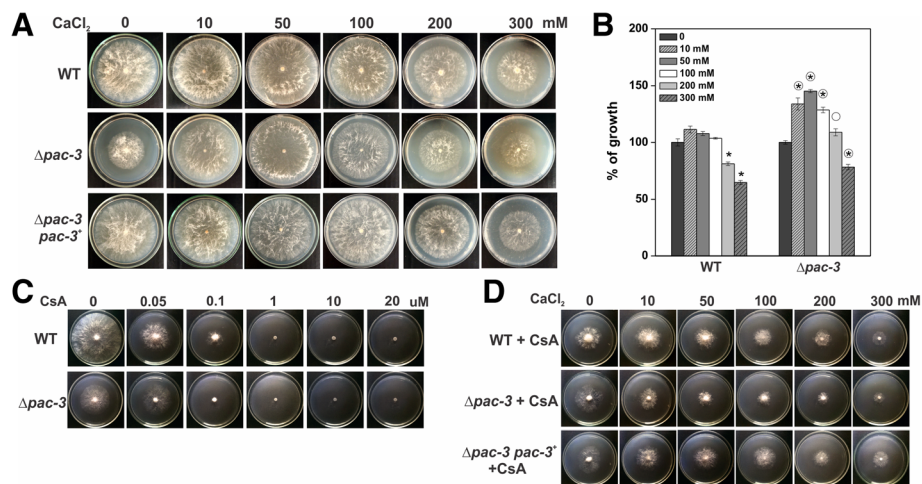 A
CaCl2 0 10 50 100 200 300 mM
WT
Δpac-3
Δpac-3
pac-3+
B
% of growth
200
150
100
50
0
0
10 mM
50 mM
100 mM
200 mM
300 mM
* * * * * *
WT Δpac-3
C
CsA 0 0.05 0.1 1 10 20 uM
WT
Δpac-3
D
CaCl2 0 10 50 100 200 300 mM
WT + CsA
Δpac-3 + CsA
Δpac-3 pac-3+
+CsA